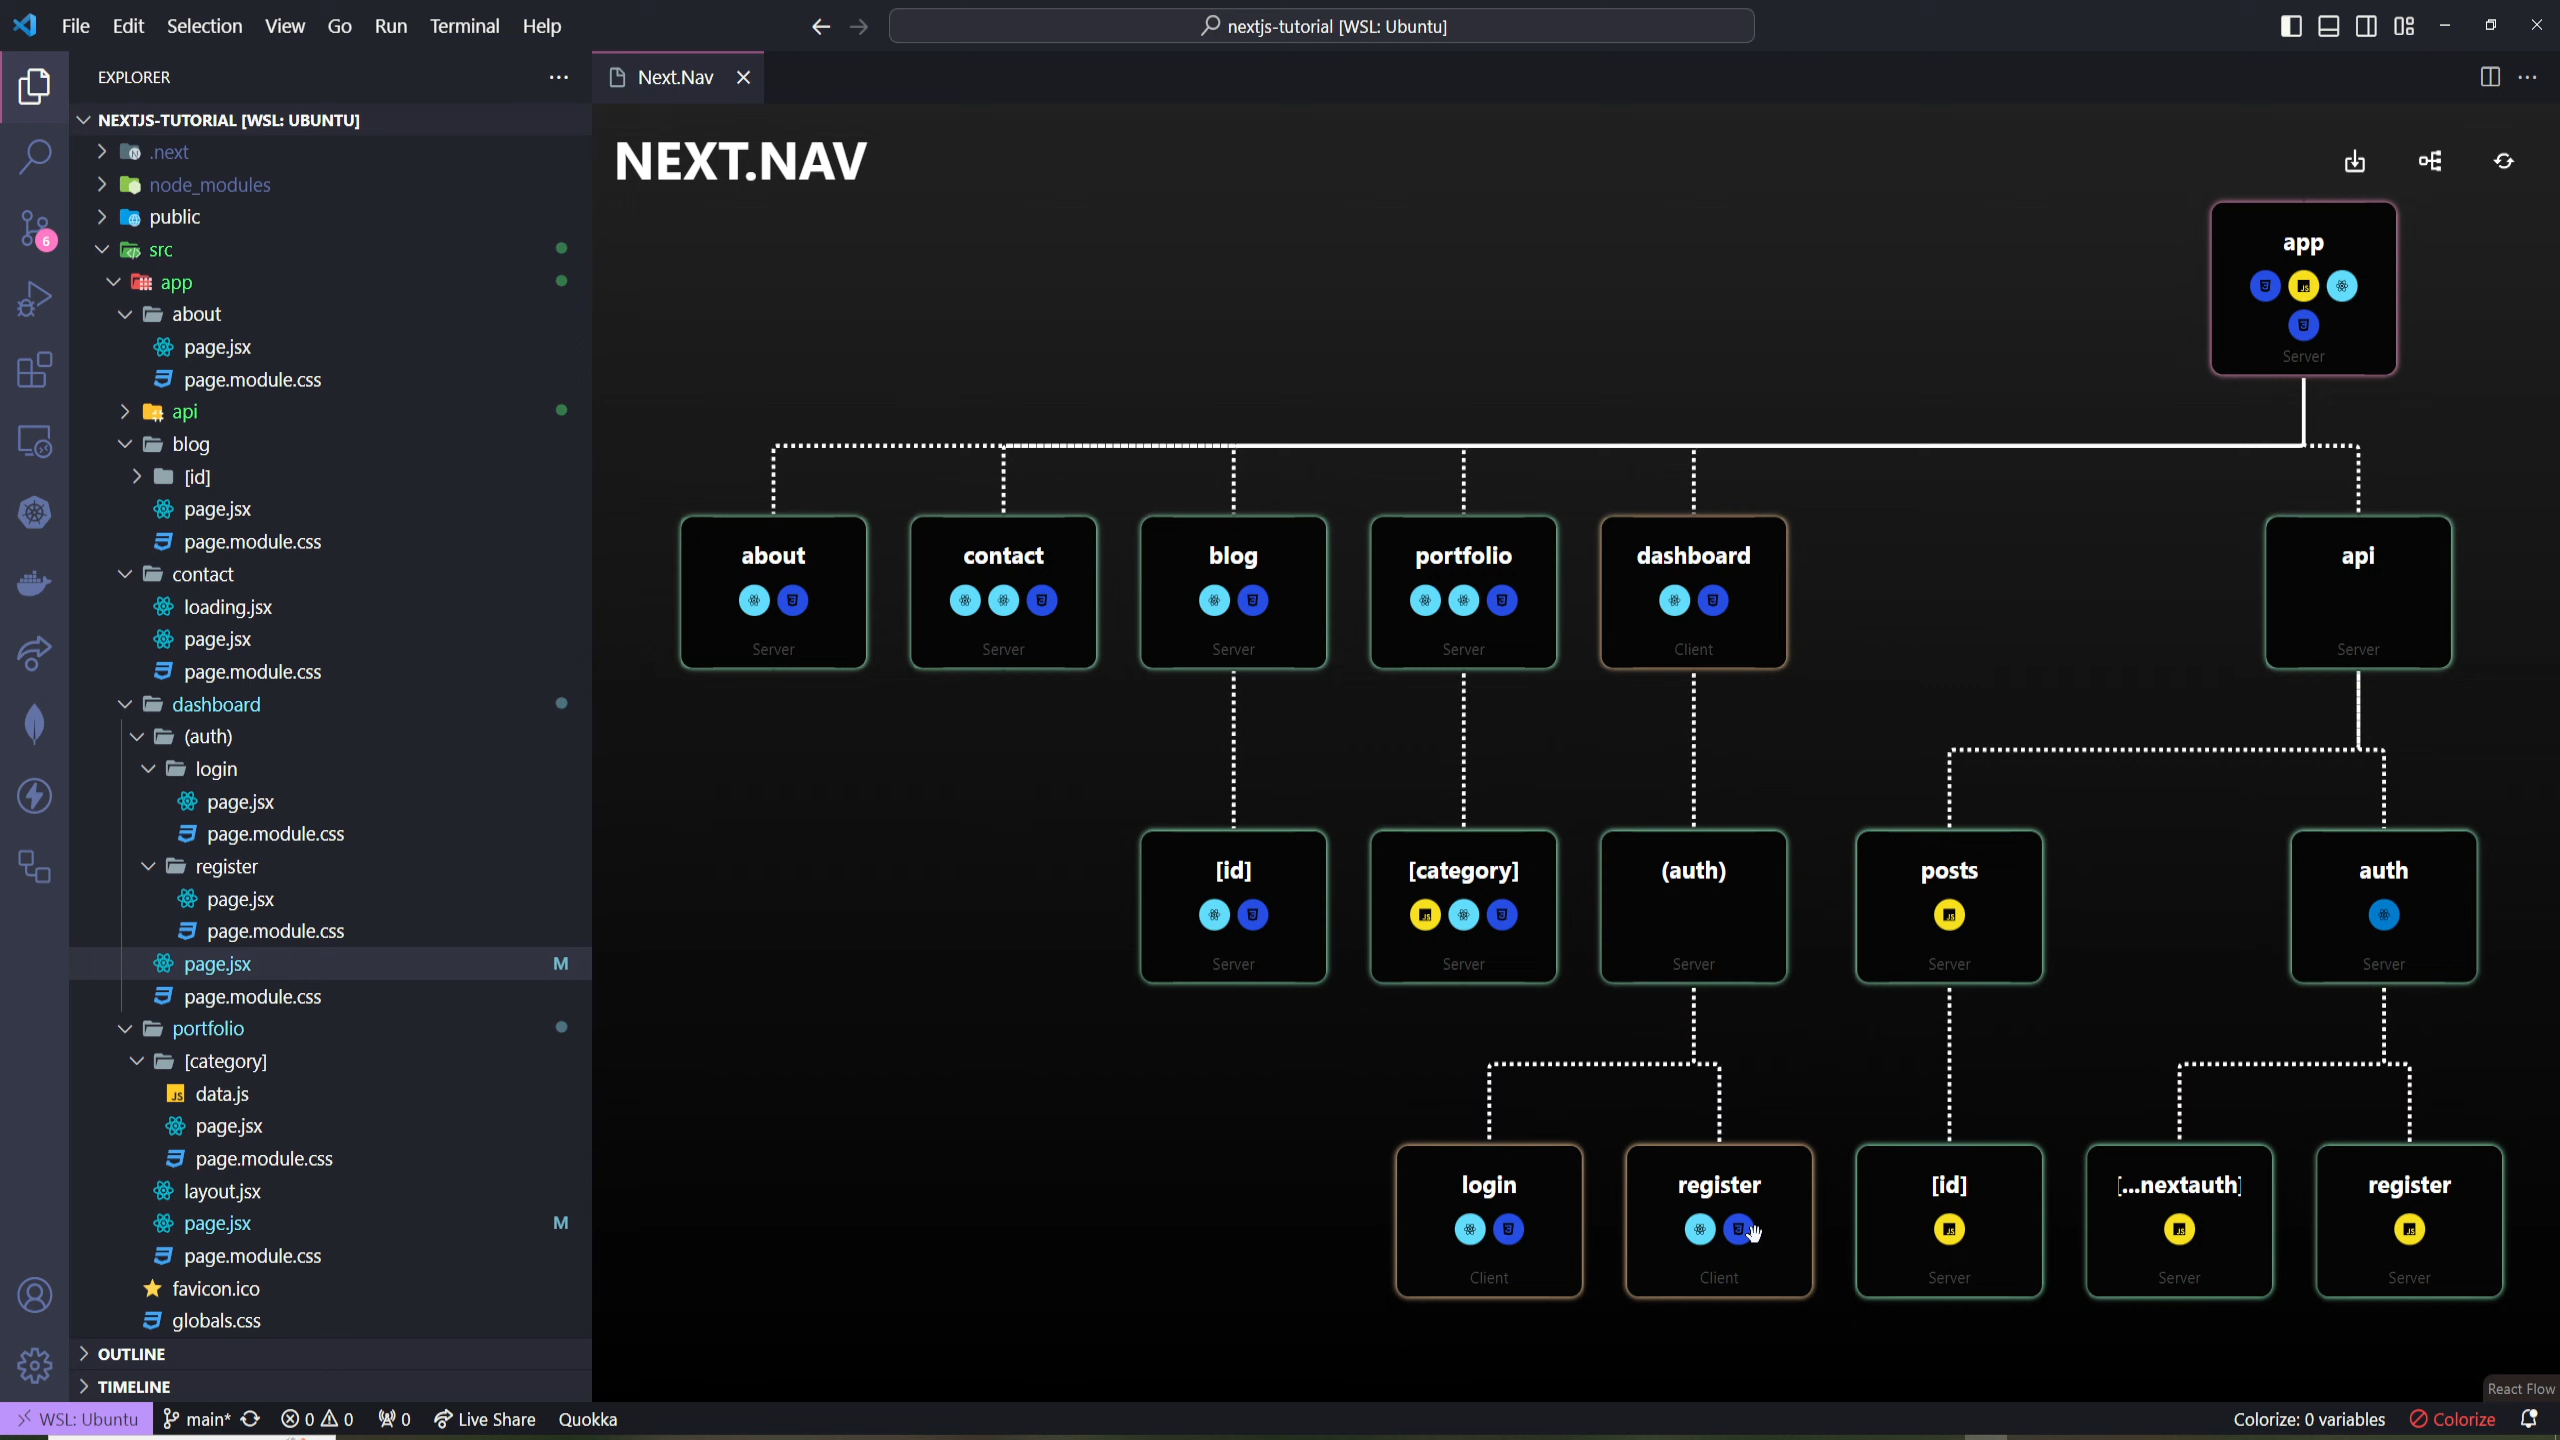 File Edit Selection View Go Run Terminal Help
nextjs-tutorial [WSL: Ubuntu]
EXPLORER
Next.Nav
NEXTJS-TUTORIAL [WSL: UBUNTU]
.next
node_modules
public
src
app
about
page.jsx
page.module.css
api
blog
[id]
page.jsx
page.module.css
contact
loading.jsx
page.jsx
page.module.css
dashboard
(auth)
login
page.jsx
page.module.css
register
page.jsx
page.module.css
page.jsx M
page.module.css
portfolio
[category]
data.js
page.jsx
page.module.css
layout.jsx
page.jsx M
page.module.css
favicon.ico
globals.css
OUTLINE
TIMELINE
6
NEXT.NAV
app
Server
about contact blog portfolio dashboard api
Server Server Server Server Client Server
[id] [category] (auth) posts auth
Server Server Server Server Server
login register [id] [...nextauth] register
Client Client Server Server Server
React Flow
WSL: Ubuntu main* 0 0 0 Live Share Quokka Colorize: 0 variables Colorize